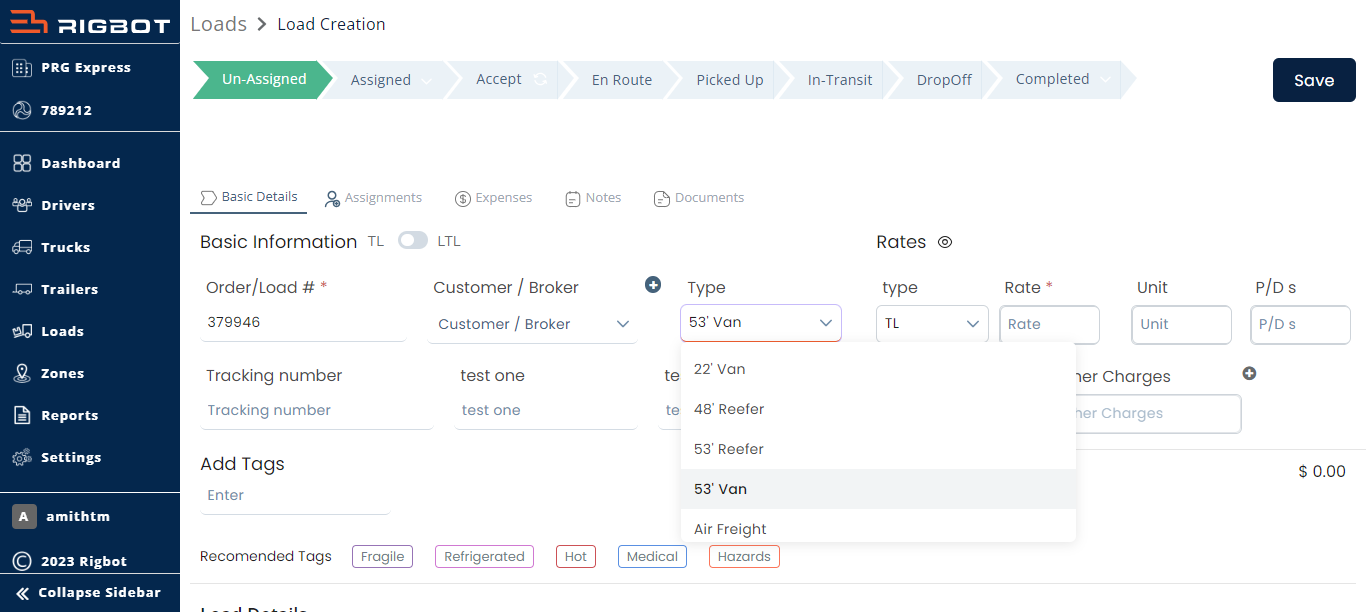 RIGBOT
PRG Express
789212
Dashboard
Drivers
Trucks
Trailers
Loads
Zones
Reports
Settings
A amithtm
2023 Rigbot
Collapse Sidebar
Loads > Load Creation
Un-Assigned Assigned Accept En Route Picked Up In-Transit DropOff Completed
Save
Basic Details Assignments Expenses Notes Documents
Basic Information TL LTL
Rates
Order/Load # * Customer / Broker Type type Rate * Unit P/D s
379946 Customer / Broker 53' Van TL Rate Unit P/D s
Tracking number test one te her Charges
Tracking number test one te her Charges
22' Van
48' Reefer
53' Reefer
53' Van
Air Freight
$ 0.00
Add Tags
Enter
Recomended Tags Fragile Refrigerated Hot Medical Hazards
Load Details